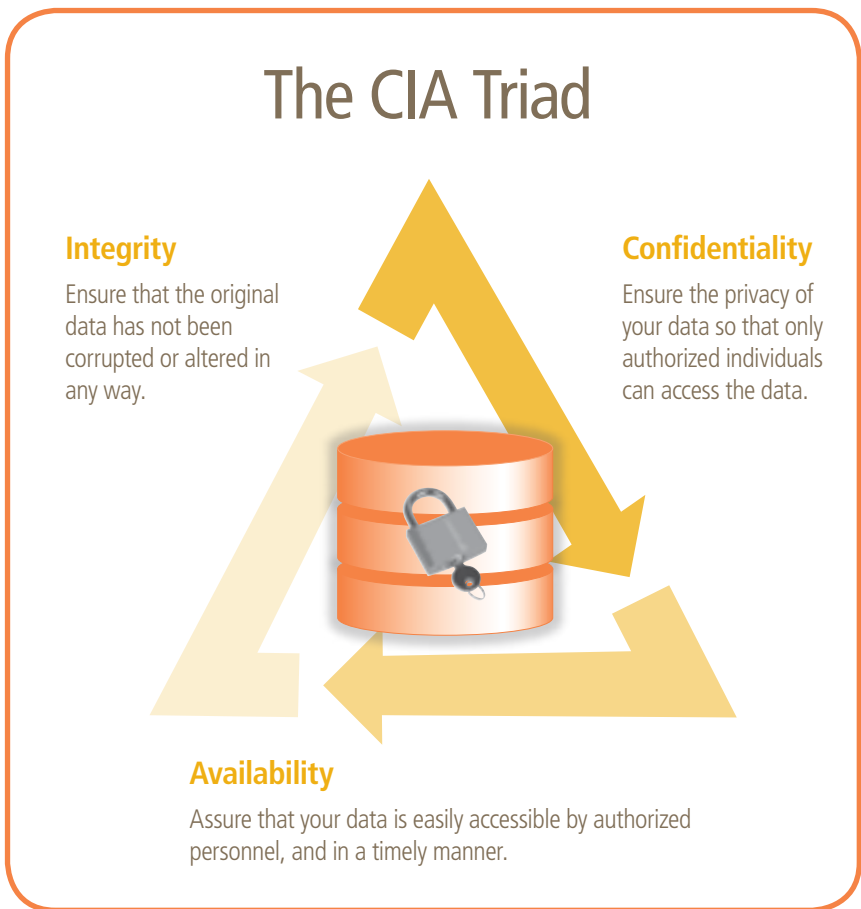 The CIA Triad
Integrity
Ensure that the original
data has not been
corrupted or altered in
any way.
Confidentiality
Ensure the privacy of
your data so that only
authorized individuals
can access the data.
Availability
Assure that your data is easily accessible by authorized
personnel, and in a timely manner.